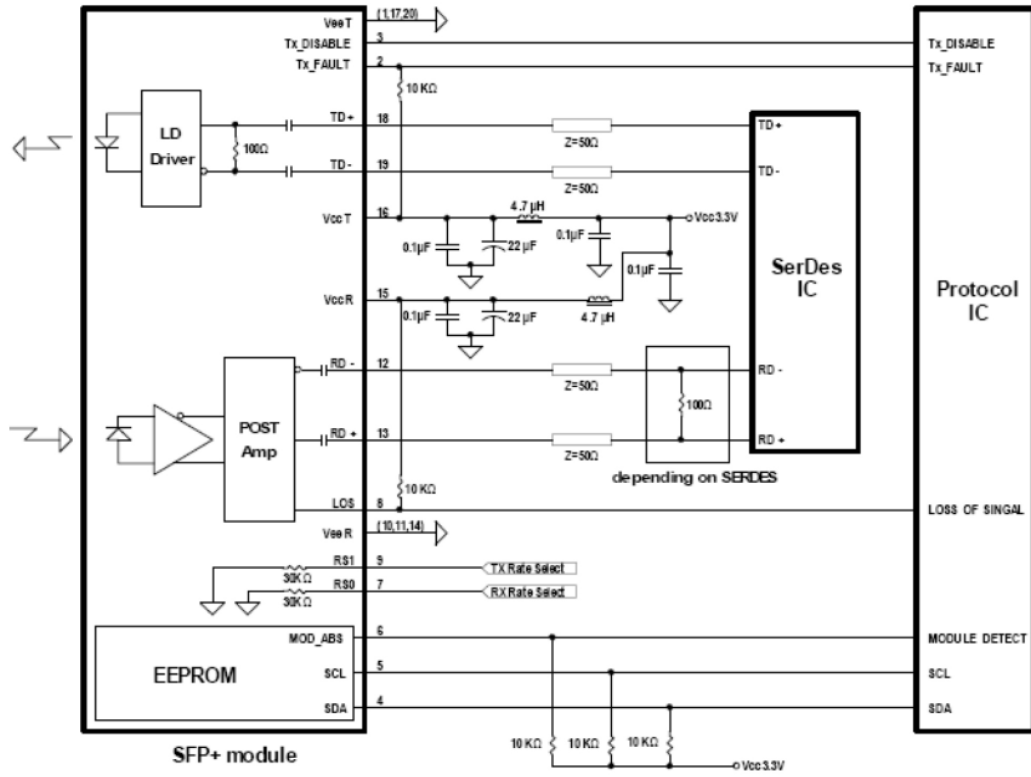 VeeT (1,17,20)
Tx_DISABLE 3 Tx_DISABLE
Tx_FAULT 2 Tx_FAULT
10 KΩ
LD
Driver
100Ω
TD+ 18 Z=50Ω TD+
TD - 19 Z=50Ω TD-
VccT 16 4.7 µH Vcc3.3V
0.1µF 22 µF 0.1µF
0.1µF
SerDes
IC
Protocol
IC
VccR 15
0.1µF 22 µF 4.7 µH
RD - 12 Z=50Ω RD -
100Ω
POST
Amp
RD + 13 Z=50Ω RD +
depending on SERDES
10 KΩ
LOS 8 LOSS OF SINGAL
VeeR (10,11,14)
RS1 9 TX Rate Select
30KΩ
RS0 7 RX Rate Select
30KΩ
MOD_ABS 6 MODULE DETECT
EEPROM
SCL 5 SCL
SDA 4 SDA
10 KΩ 10 KΩ 10 KΩ
Vcc3.3V
SFP+ module